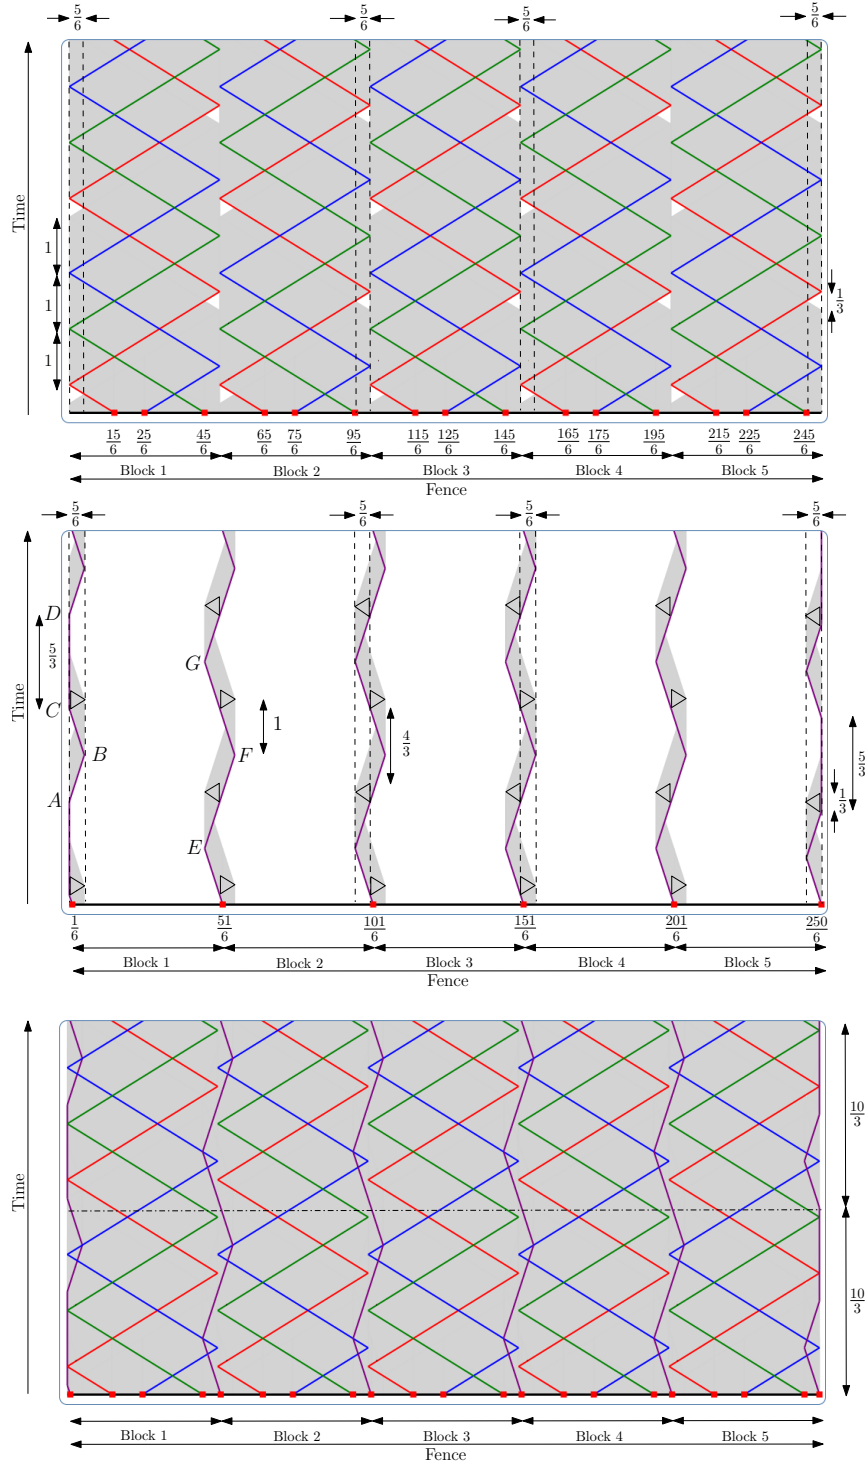 5/6 5/6 5/6 5/6
Time
1
1
1
1/3
15/6 25/6 45/6 65/6 75/6 95/6 115/6 125/6 145/6 165/6 175/6 195/6 215/6 225/6 245/6
Block 1 Block 2 Block 3 Block 4 Block 5
Fence
5/6 5/6 5/6 5/6
Time
D
5/3
G
C
1
4/3
B
F
5/3
A
1/3
E
1/6 51/6 101/6 151/6 201/6 250/6
Block 1 Block 2 Block 3 Block 4 Block 5
Fence
Time
10/3
10/3
Block 1 Block 2 Block 3 Block 4 Block 5
Fence